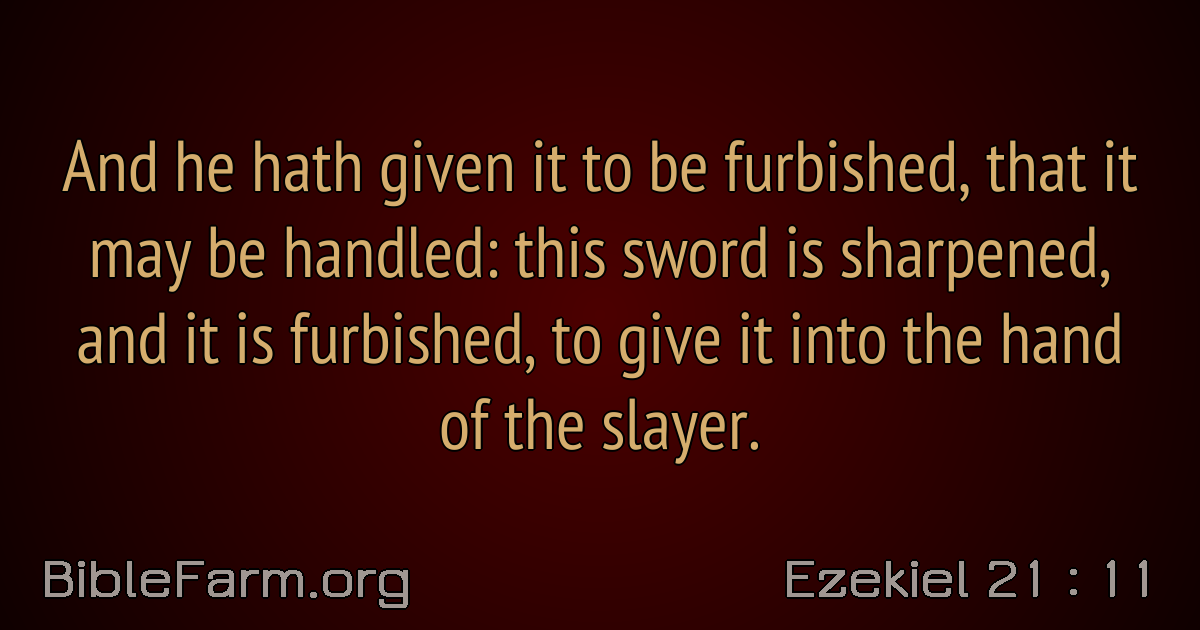 And he hath given it to be furbished, that it
may be handled: this sword is sharpened,
and it is furbished, to give it into the hand
of the slayer.
BibleFarm.org
Ezekiel 21 : 11